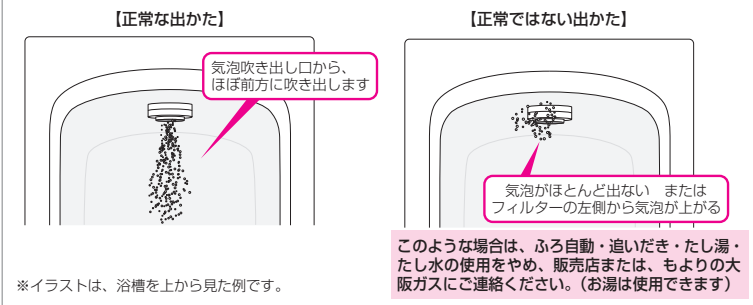 【正常な出かた】
気泡吹き出し口から、
ほぼ前方に吹き出します
※イラストは、浴槽を上から見た例です。
【正常ではない出かた】
気泡がほとんど出ない　または
フィルターの左側から気泡が上がる
このような場合は、ふろ自動・追いだき・たし湯・
たし水の使用をやめ、販売店または、もよりの大
阪ガスにご連絡ください。（お湯は使用できます）